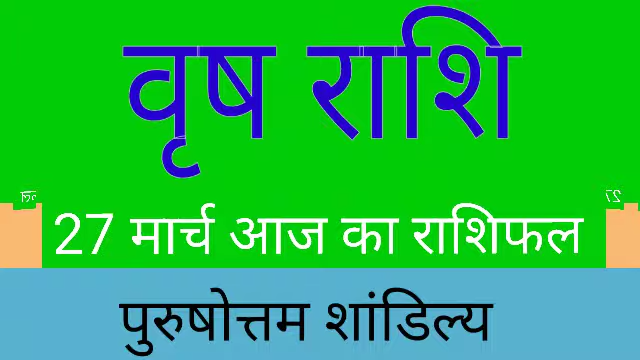 वृष राशि
27 मार्च आज का राशिफल
पुरुषोत्तम शांडिल्य